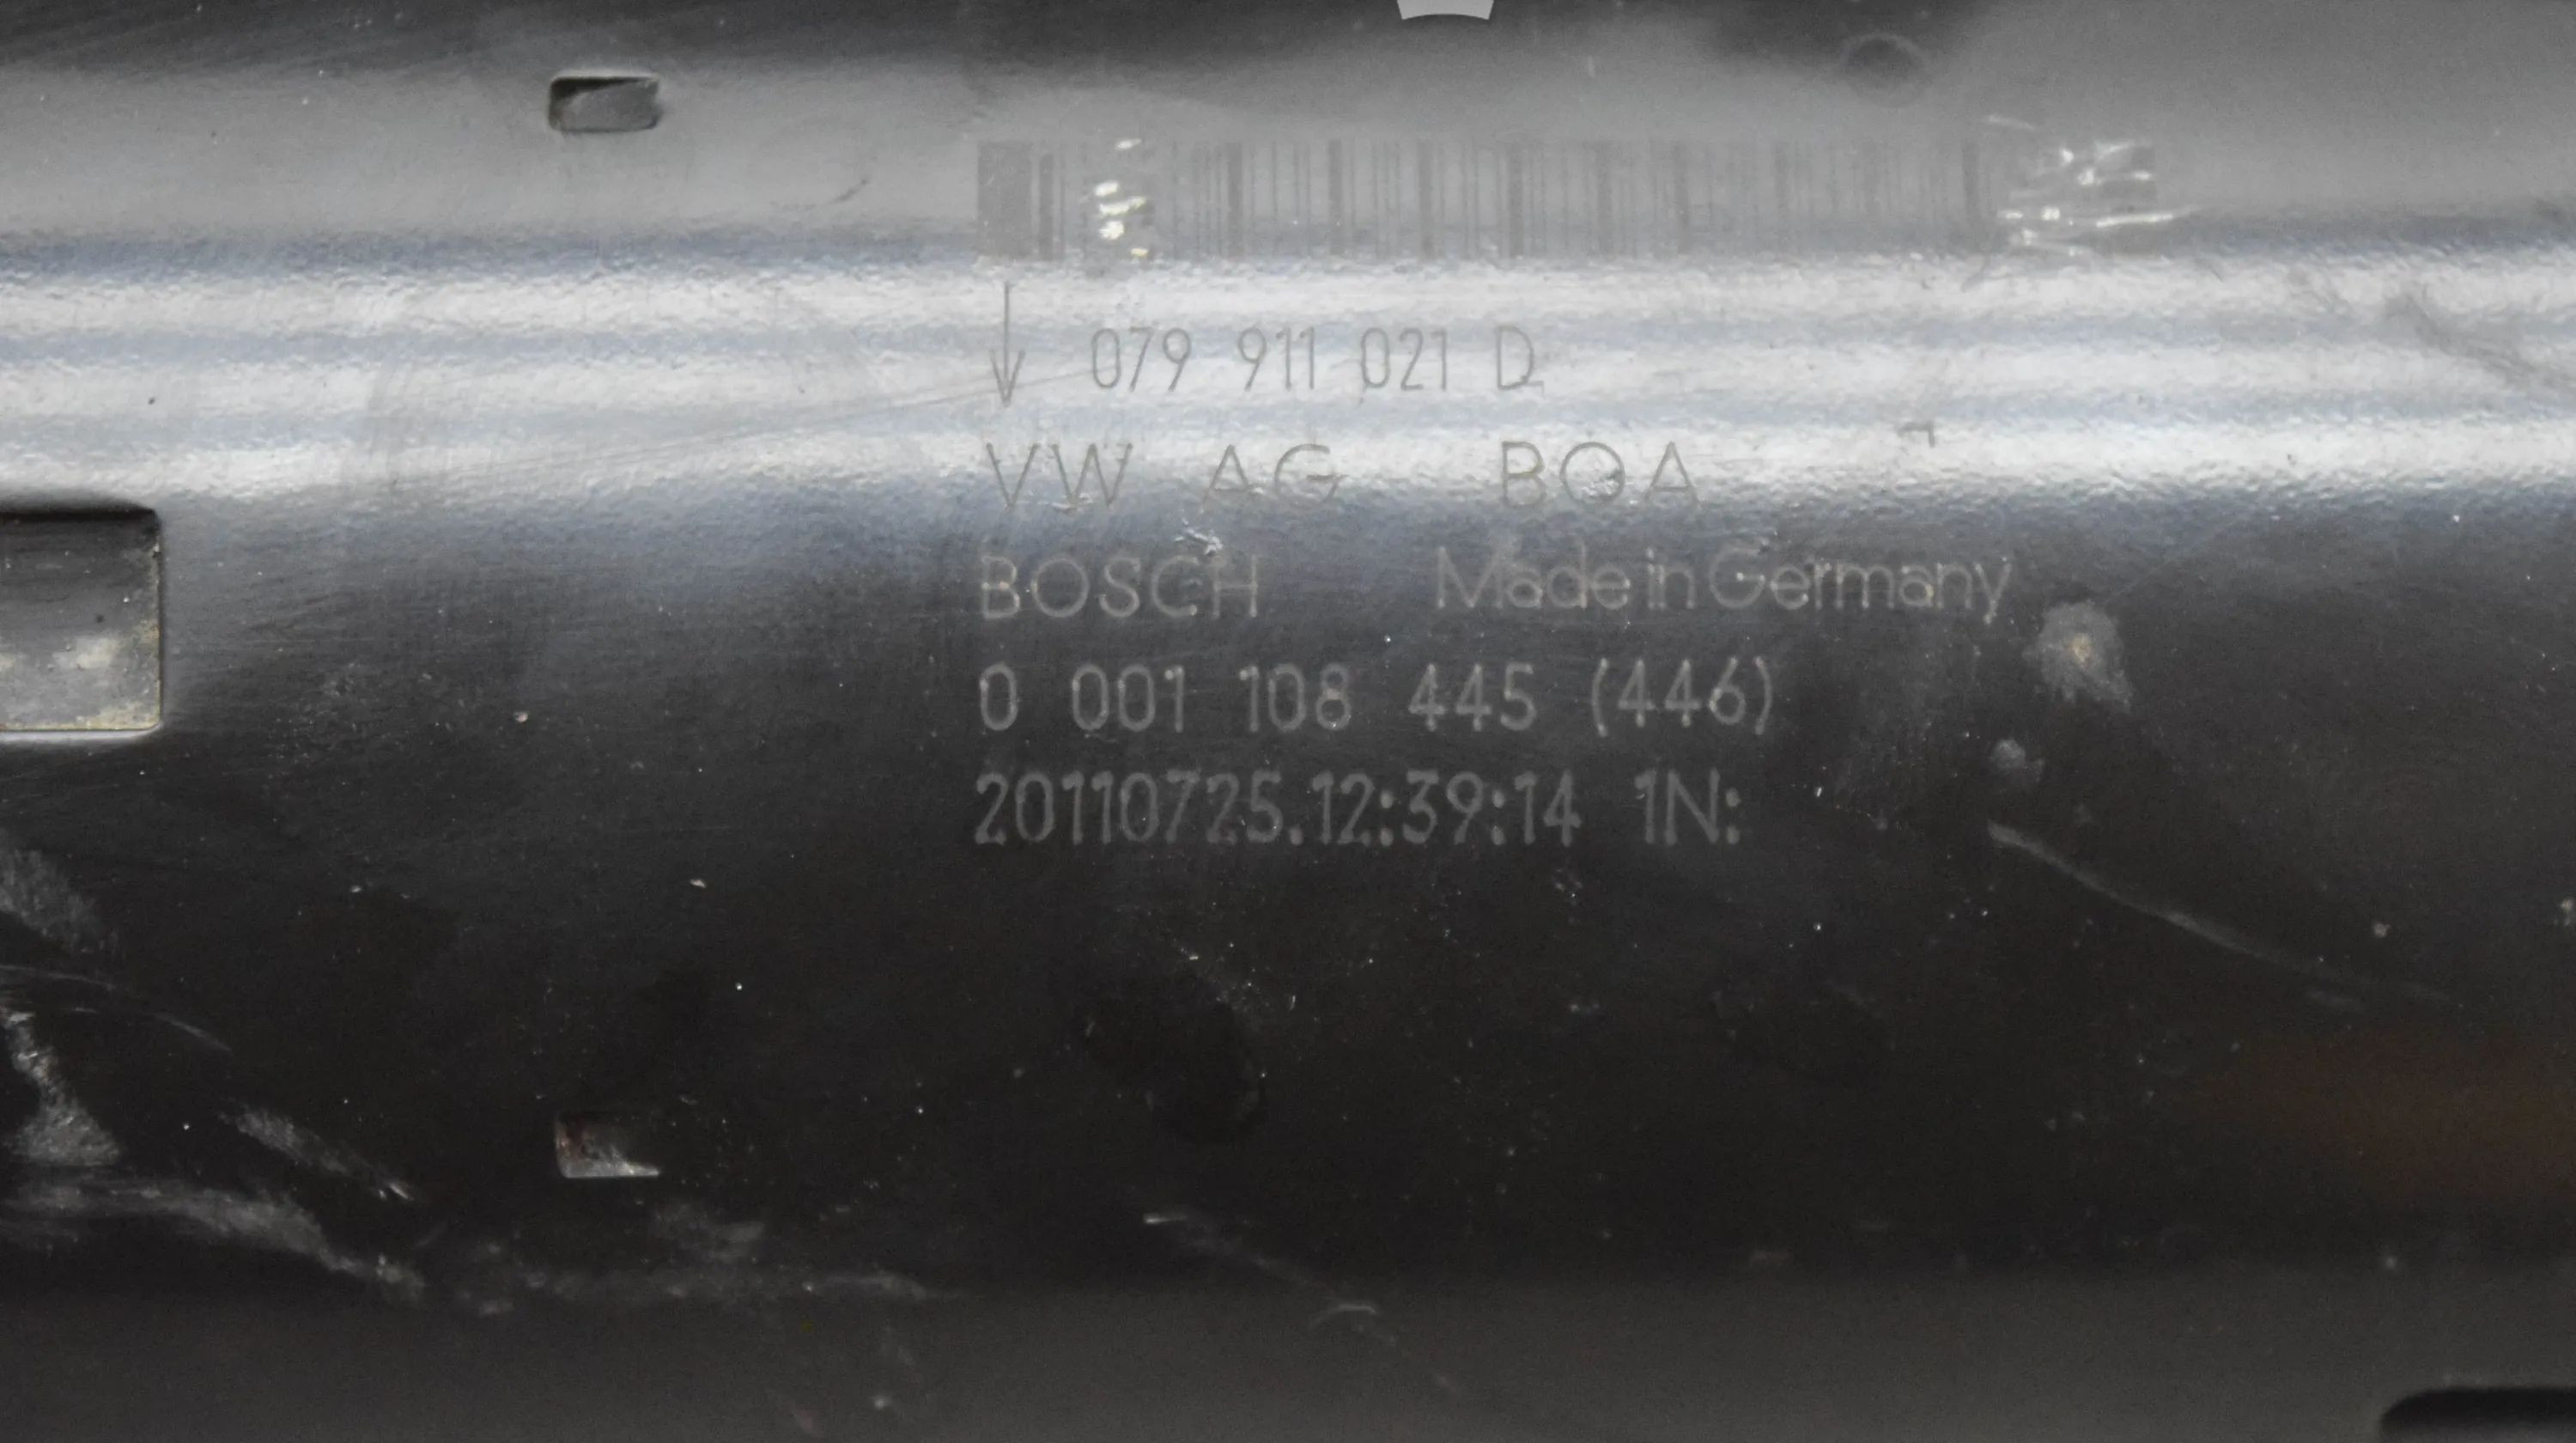 079 911 021 D
VW AG BOA
BOSCH Made in Germany
0 001 108 445 (446)
20110725.12:39:14 1N: